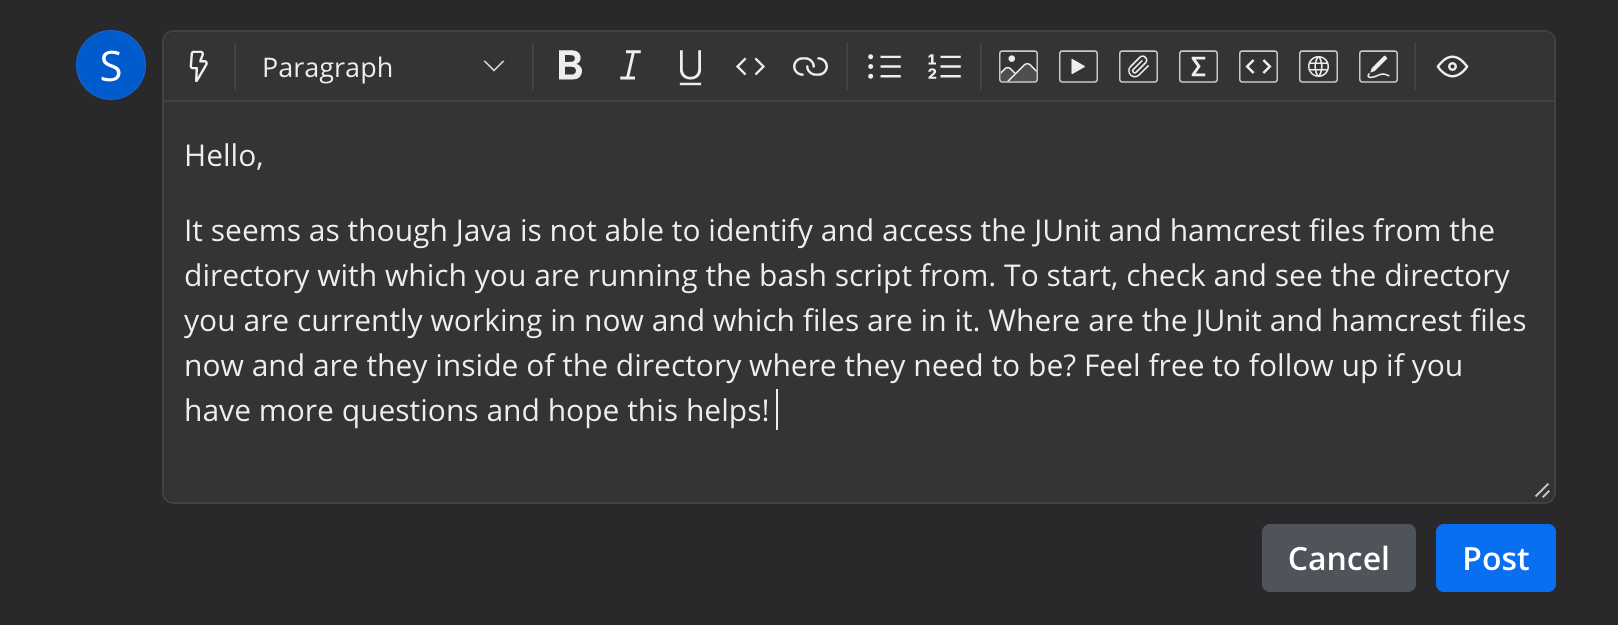 S
Paragraph B I U
1
2
Σ
Hello,
It seems as though Java is not able to identify and access the JUnit and hamcrest files from the
directory with which you are running the bash script from. To start, check and see the directory
you are currently working in now and which files are in it. Where are the JUnit and hamcrest files
now and are they inside of the directory where they need to be? Feel free to follow up if you
have more questions and hope this helps!
Cancel Post